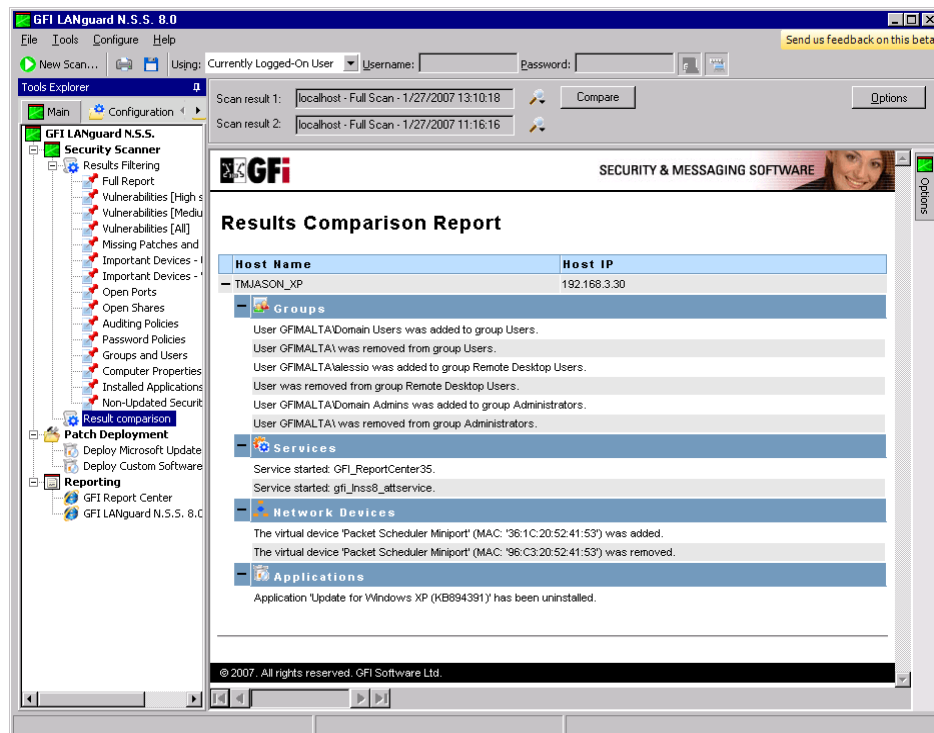 GFI LANguard N.S.S. 8.0
File Tools Configure Help
Send us feedback on this beta
New Scan... Using: Currently Logged-On User Username: Password:
Tools Explorer
Main Configuration
Scan result 1: localhost - Full Scan - 1/27/2007 13:10:18 Compare Options
Scan result 2: localhost - Full Scan - 1/27/2007 11:16:16
GFI LANguard N.S.S.
Security Scanner
Results Filtering
Full Report
Vulnerabilities [High s
Vulnerabilities [Mediu
Vulnerabilities [All]
Missing Patches and
Important Devices -
Important Devices - '
Open Ports
Open Shares
Auditing Policies
Password Policies
Groups and Users
Computer Properties
Installed Applications
Non-Updated Securit
Result comparison
Patch Deployment
Deploy Microsoft Update
Deploy Custom Software
Reporting
GFI Report Center
GFI LANguard N.S.S. 8.0
GFi
SECURITY & MESSAGING SOFTWARE
Options
Results Comparison Report
Host Name Host IP
TMJASON_XP 192.168.3.30
Groups
User GFIMALTA\Domain Users was added to group Users.
User GFIMALTA\ was removed from group Users.
User GFIMALTA\alessio was added to group Remote Desktop Users.
User was removed from group Remote Desktop Users.
User GFIMALTA\Domain Admins was added to group Administrators.
User GFIMALTA\ was removed from group Administrators.
Services
Service started: GFI_ReportCenter35.
Service started: gfi_lnss8_attservice.
Network Devices
The virtual device 'Packet Scheduler Miniport' (MAC: '36:1C:20:52:41:53') was added.
The virtual device 'Packet Scheduler Miniport' (MAC: '96:C3:20:52:41:53') was removed.
Applications
Application 'Update for Windows XP (KB894391)' has been uninstalled.
© 2007. All rights reserved. GFI Software Ltd.